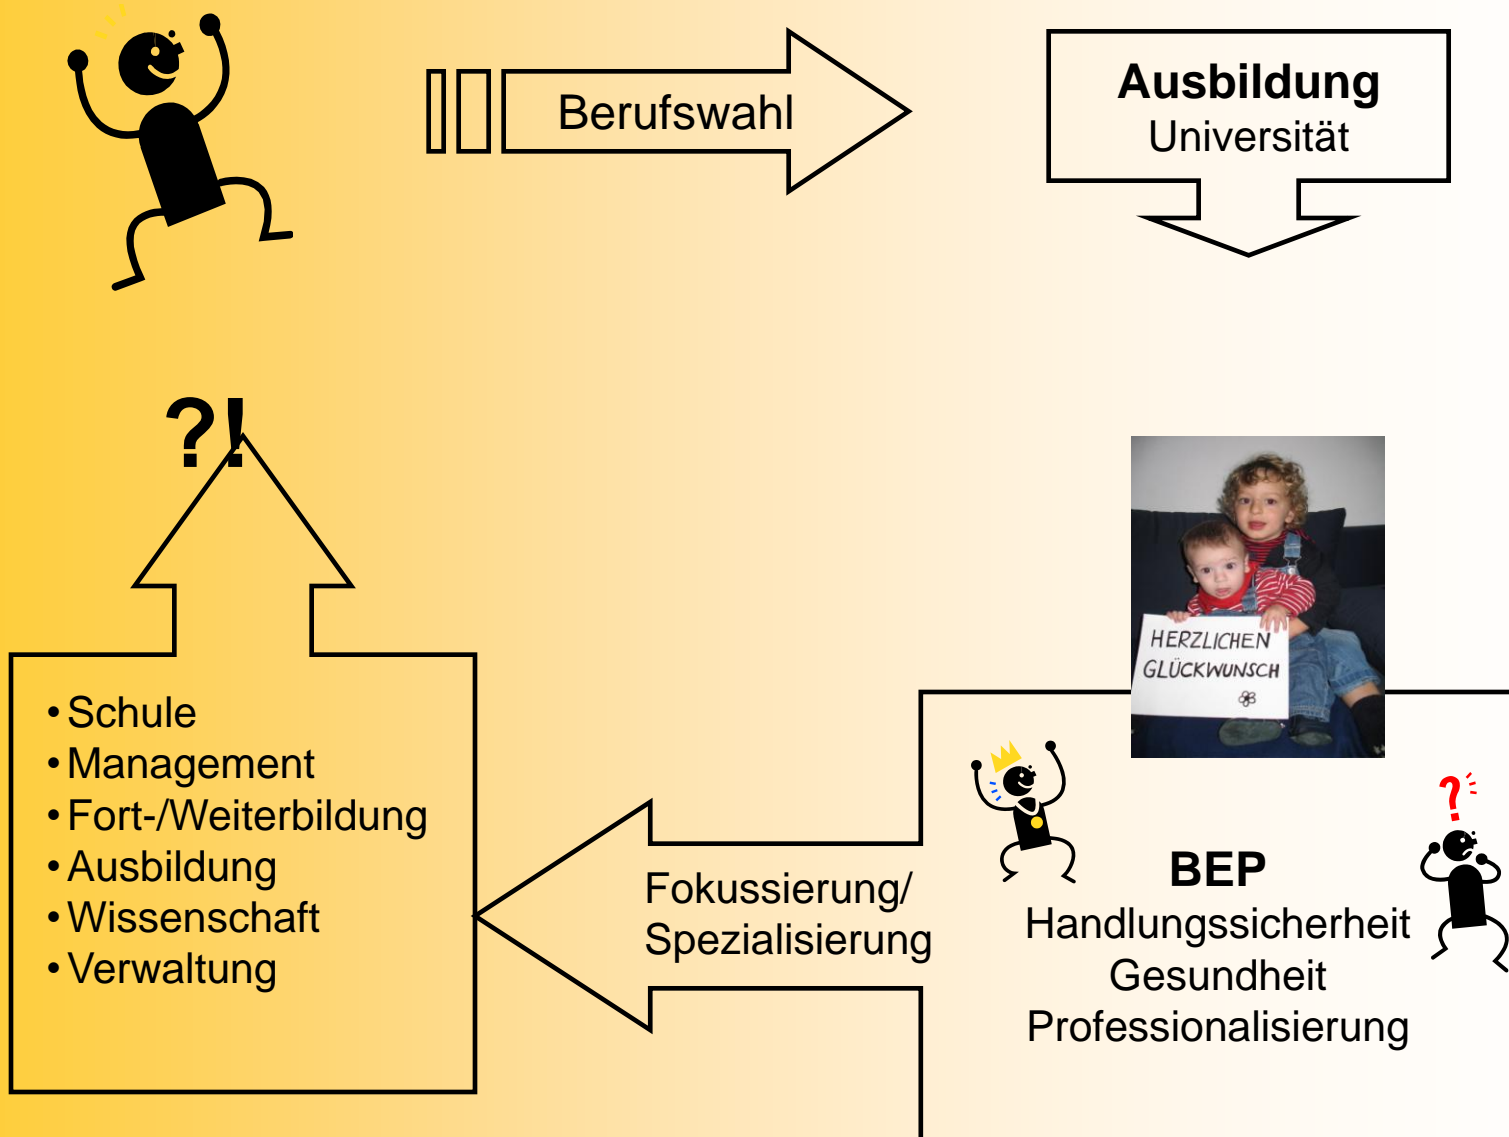 Berufswahl
Ausbildung
Universität
?!
HERZLICHEN
GLÜCKWUNSCH
• Schule
• Management
• Fort-/Weiterbildung
• Ausbildung
• Wissenschaft
• Verwaltung
Fokussierung/
Spezialisierung
?
BEP
Handlungssicherheit
Gesundheit
Professionalisierung